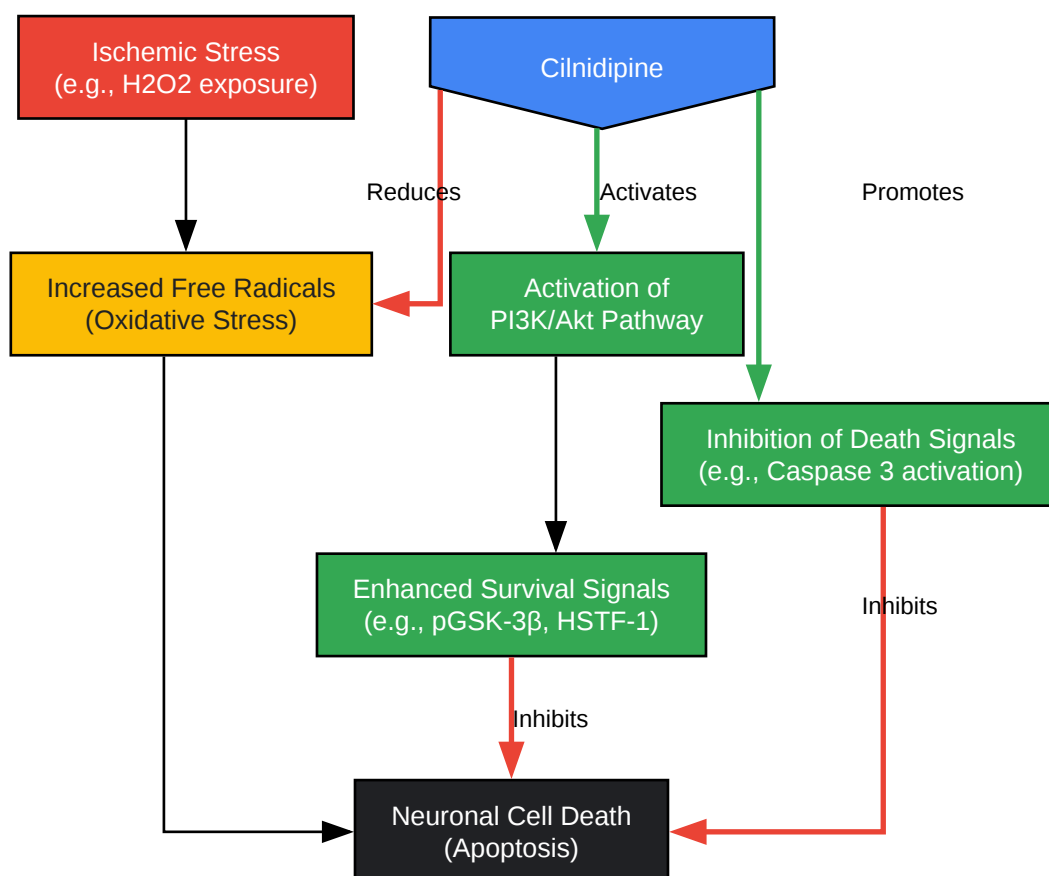 Ischemic Stress
(e.g., H2O2 exposure)
Cilnidipine
Reduces
Activates
Promotes
Increased Free Radicals
(Oxidative Stress)
Activation of
PI3K/Akt Pathway
Inhibition of Death Signals
(e.g., Caspase 3 activation)
Enhanced Survival Signals
(e.g., pGSK-3β, HSTF-1)
Inhibits
Inhibits
Neuronal Cell Death
(Apoptosis)